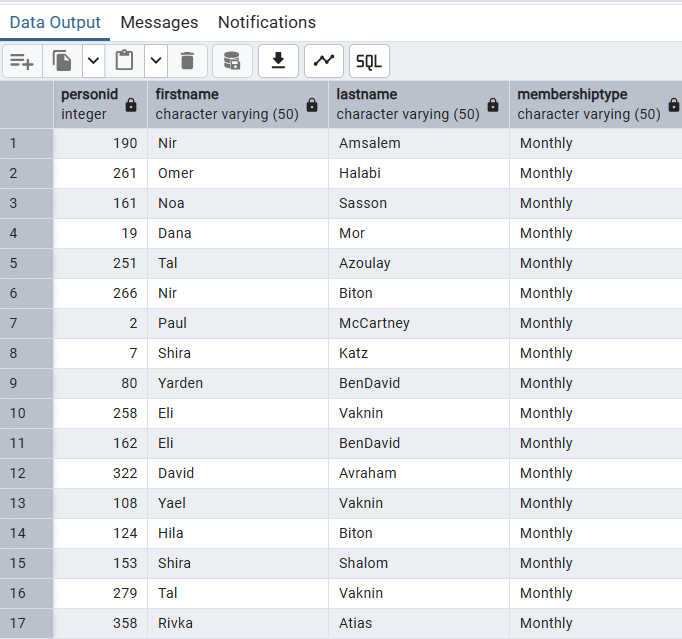 Data Output Messages Notifications
SQL
personid firstname lastname membershiptype
integer character varying (50) character varying (50) character varying (50)
1 190 Nir Amsalem Monthly
2 261 Omer Halabi Monthly
3 161 Noa Sasson Monthly
4 19 Dana Mor Monthly
5 251 Tal Azoulay Monthly
6 266 Nir Biton Monthly
7 2 Paul McCartney Monthly
8 7 Shira Katz Monthly
9 80 Yarden BenDavid Monthly
10 258 Eli Vaknin Monthly
11 162 Eli BenDavid Monthly
12 322 David Avraham Monthly
13 108 Yael Vaknin Monthly
14 124 Hila Biton Monthly
15 153 Shira Shalom Monthly
16 279 Tal Vaknin Monthly
17 358 Rivka Atias Monthly